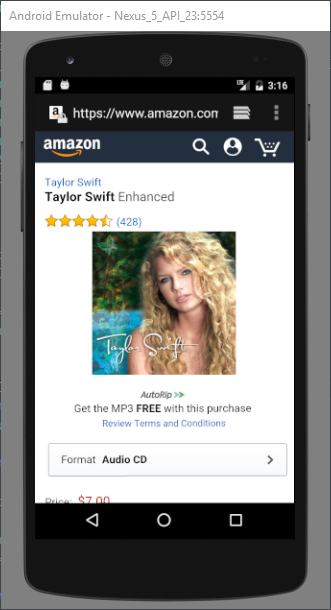 Android Emulator - Nexus_5_API_23:5554
3:16
https://www.amazon.com
amazon
Taylor Swift
Taylor Swift Enhanced
(428)
Taylor Swift
AutoRip
Get the MP3 FREE with this purchase
Review Terms and Conditions
Format Audio CD
Price: $7.00